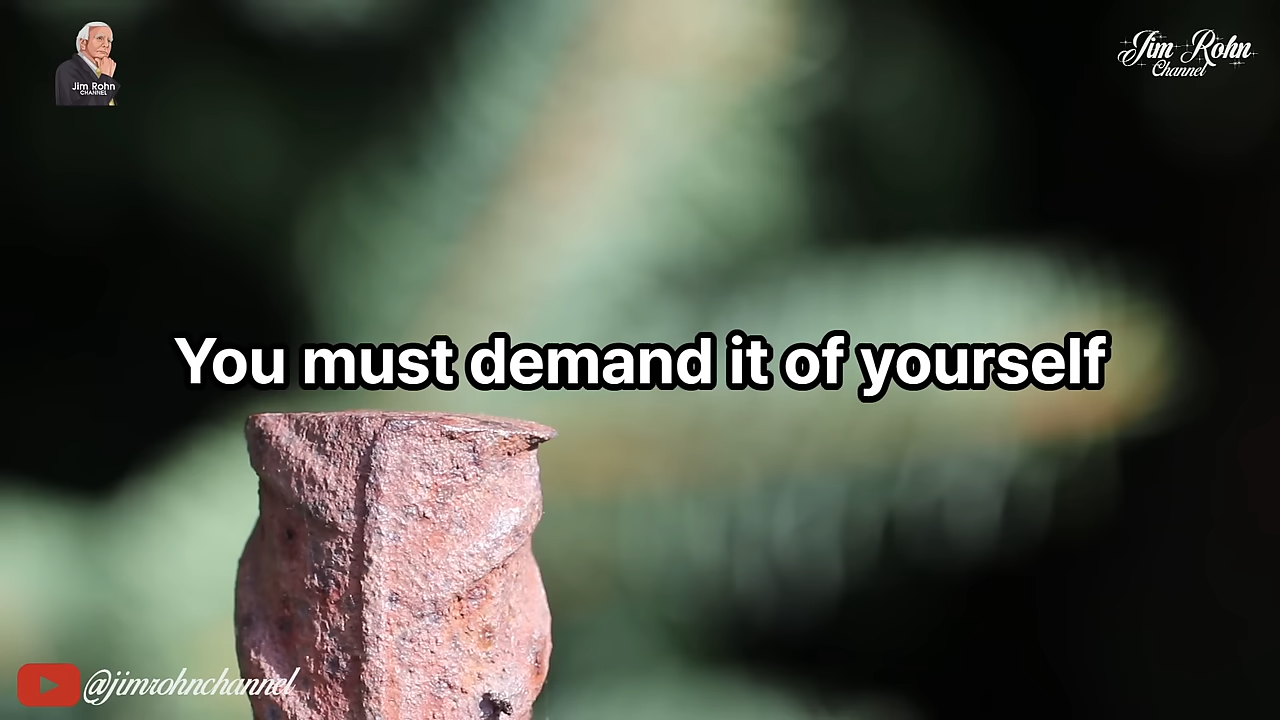 Jim Rohn
CHANNEL
Jim Rohn
Channel
You must demand it of yourself
@jimrohnchannel